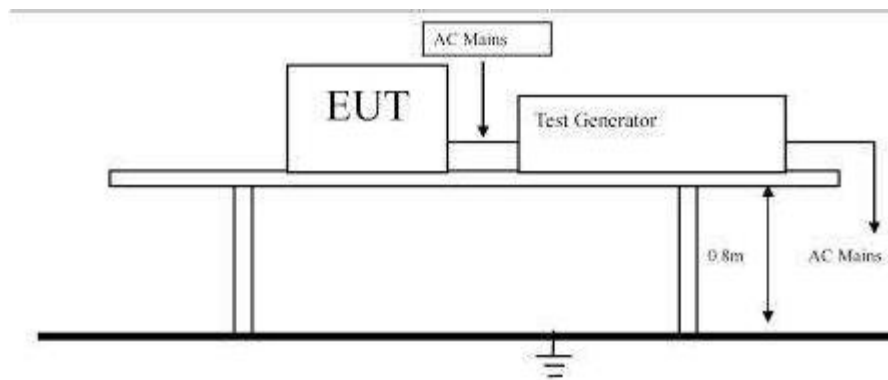 AC Mains
EUT
Test Generator
0.8m
AC Mains